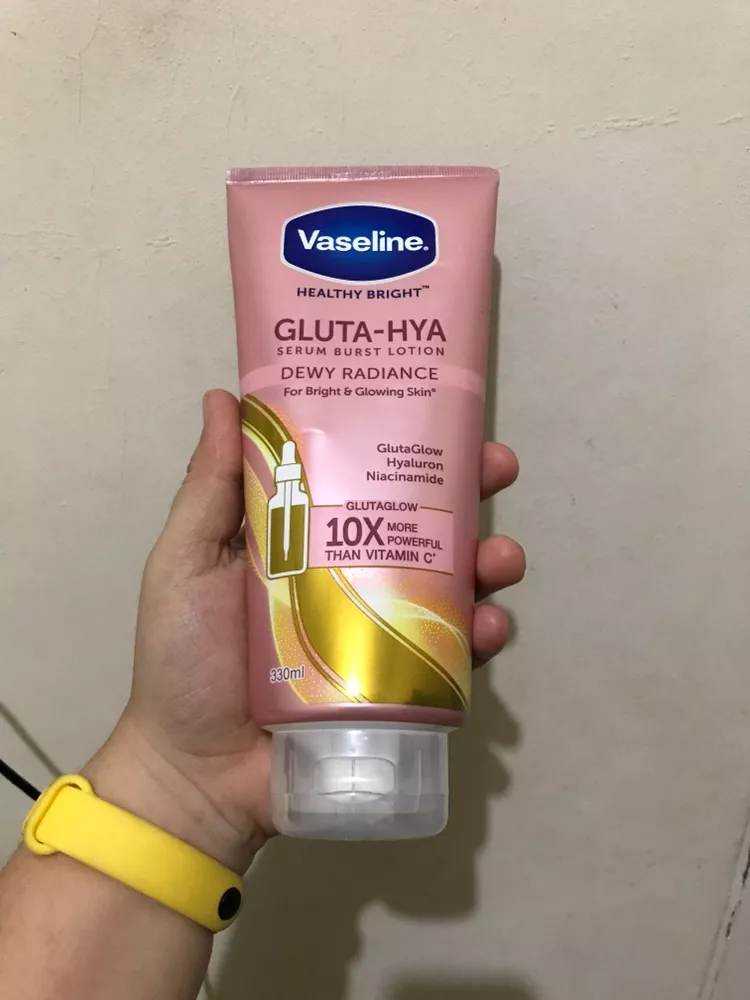 Vaseline.
HEALTHY BRIGHT™
GLUTA-HYA
SERUM BURST LOTION
DEWY RADIANCE
For Bright & Glowing Skin*
GlutaGlow
Hyaluron
Niacinamide
GLUTAGLOW
10X MORE
POWERFUL
THAN VITAMIN C*
330ml